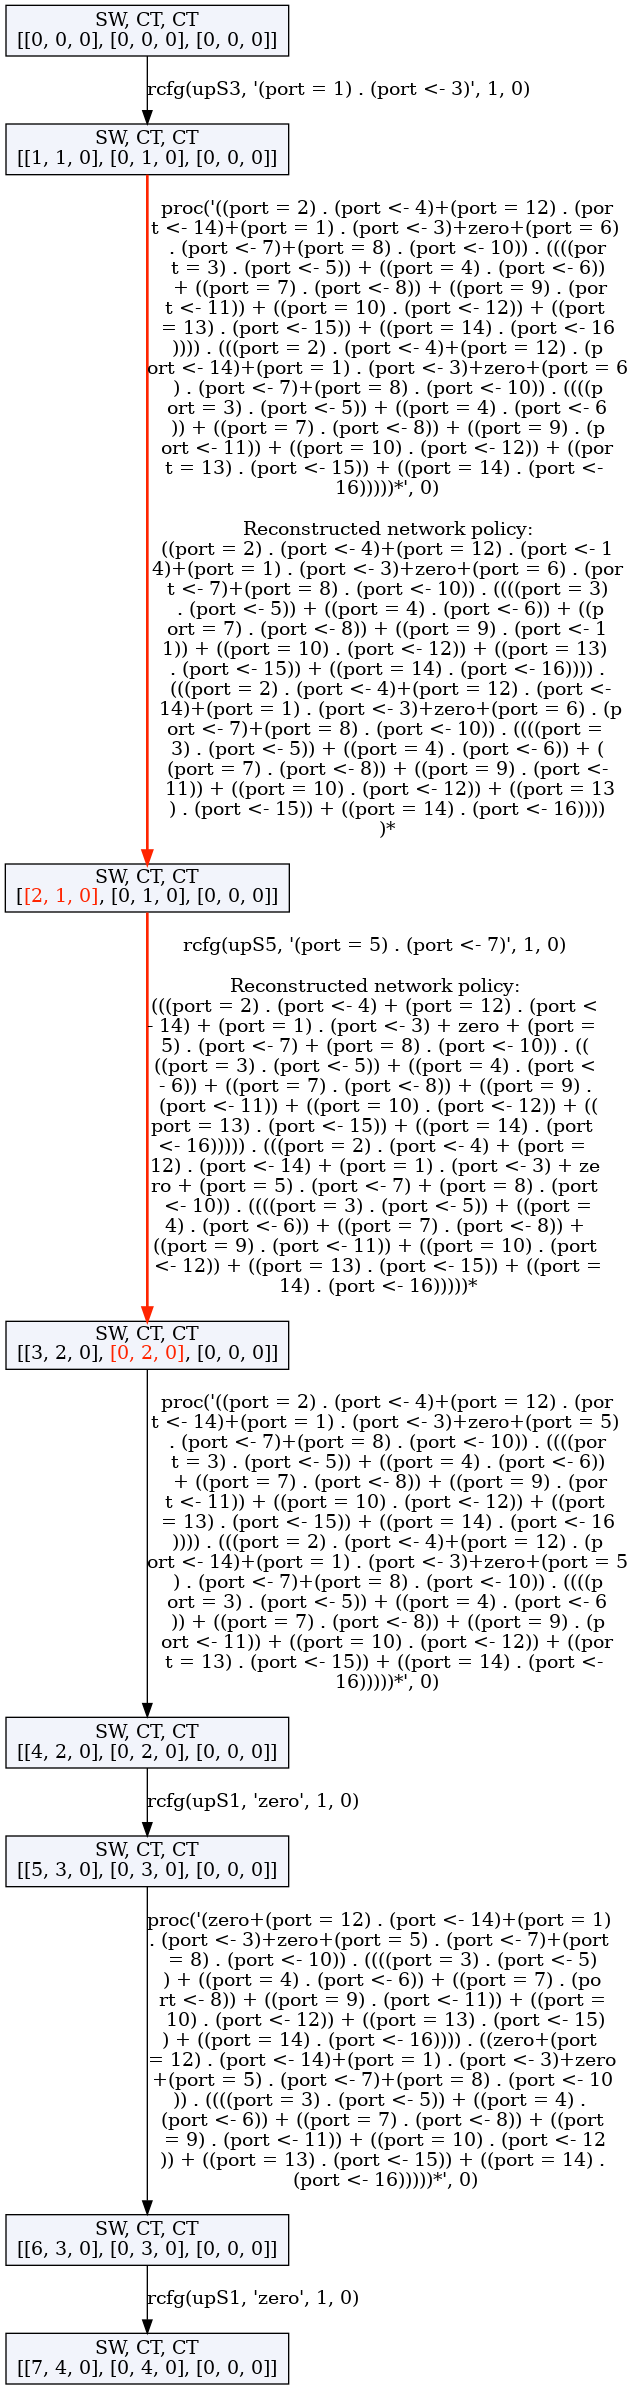 SW, CT, CT
[[0, 0, 0], [0, 0, 0], [0, 0, 0]]
rcfg(upS3, '(port = 1) . (port <- 3)', 1, 0)
SW, CT, CT
[[1, 1, 0], [0, 1, 0], [0, 0, 0]]
proc('((port = 2) . (port <- 4)+(port = 12) . (por
t <- 14)+(port = 1) . (port <- 3)+zero+(port = 6)
. (port <- 7)+(port = 8) . (port <- 10)) . ((((por
t = 3) . (port <- 5)) + ((port = 4) . (port <- 6))
+ ((port = 7) . (port <- 8)) + ((port = 9) . (por
t <- 11)) + ((port = 10) . (port <- 12)) + ((port
= 13) . (port <- 15)) + ((port = 14) . (port <- 16
)))) . (((port = 2) . (port <- 4)+(port = 12) . (p
ort <- 14)+(port = 1) . (port <- 3)+zero+(port = 6
) . (port <- 7)+(port = 8) . (port <- 10)) . ((((p
ort = 3) . (port <- 5)) + ((port = 4) . (port <- 6
)) + ((port = 7) . (port <- 8)) + ((port = 9) . (p
ort <- 11)) + ((port = 10) . (port <- 12)) + ((por
t = 13) . (port <- 15)) + ((port = 14) . (port <-
16)))))*', 0)
Reconstructed network policy:
((port = 2) . (port <- 4)+(port = 12) . (port <- 1
4)+(port = 1) . (port <- 3)+zero+(port = 6) . (por
t <- 7)+(port = 8) . (port <- 10)) . ((((port = 3)
. (port <- 5)) + ((port = 4) . (port <- 6)) + ((p
ort = 7) . (port <- 8)) + ((port = 9) . (port <- 1
1)) + ((port = 10) . (port <- 12)) + ((port = 13)
. (port <- 15)) + ((port = 14) . (port <- 16)))) .
(((port = 2) . (port <- 4)+(port = 12) . (port <-
14)+(port = 1) . (port <- 3)+zero+(port = 6) . (p
ort <- 7)+(port = 8) . (port <- 10)) . ((((port =
3) . (port <- 5)) + ((port = 4) . (port <- 6)) + (
(port = 7) . (port <- 8)) + ((port = 9) . (port <-
11)) + ((port = 10) . (port <- 12)) + ((port = 13
) . (port <- 15)) + ((port = 14) . (port <- 16))))
)*
SW, CT, CT
[[2, 1, 0], [0, 1, 0], [0, 0, 0]]
rcfg(upS5, '(port = 5) . (port <- 7)', 1, 0)
Reconstructed network policy:
(((port = 2) . (port <- 4) + (port = 12) . (port <
- 14) + (port = 1) . (port <- 3) + zero + (port =
5) . (port <- 7) + (port = 8) . (port <- 10)) . ((
((port = 3) . (port <- 5)) + ((port = 4) . (port <
- 6)) + ((port = 7) . (port <- 8)) + ((port = 9) .
(port <- 11)) + ((port = 10) . (port <- 12)) + ((
port = 13) . (port <- 15)) + ((port = 14) . (port
<- 16))))) . (((port = 2) . (port <- 4) + (port =
12) . (port <- 14) + (port = 1) . (port <- 3) + ze
ro + (port = 5) . (port <- 7) + (port = 8) . (port
<- 10)) . ((((port = 3) . (port <- 5)) + ((port =
4) . (port <- 6)) + ((port = 7) . (port <- 8)) +
((port = 9) . (port <- 11)) + ((port = 10) . (port
<- 12)) + ((port = 13) . (port <- 15)) + ((port =
14) . (port <- 16)))))*
SW, CT, CT
[[3, 2, 0], [0, 2, 0], [0, 0, 0]]
proc('((port = 2) . (port <- 4)+(port = 12) . (por
t <- 14)+(port = 1) . (port <- 3)+zero+(port = 5)
. (port <- 7)+(port = 8) . (port <- 10)) . ((((por
t = 3) . (port <- 5)) + ((port = 4) . (port <- 6))
+ ((port = 7) . (port <- 8)) + ((port = 9) . (por
t <- 11)) + ((port = 10) . (port <- 12)) + ((port
= 13) . (port <- 15)) + ((port = 14) . (port <- 16
)))) . (((port = 2) . (port <- 4)+(port = 12) . (p
ort <- 14)+(port = 1) . (port <- 3)+zero+(port = 5
) . (port <- 7)+(port = 8) . (port <- 10)) . ((((p
ort = 3) . (port <- 5)) + ((port = 4) . (port <- 6
)) + ((port = 7) . (port <- 8)) + ((port = 9) . (p
ort <- 11)) + ((port = 10) . (port <- 12)) + ((por
t = 13) . (port <- 15)) + ((port = 14) . (port <-
16)))))*', 0)
SW, CT, CT
[[4, 2, 0], [0, 2, 0], [0, 0, 0]]
rcfg(upS1, 'zero', 1, 0)
SW, CT, CT
[[5, 3, 0], [0, 3, 0], [0, 0, 0]]
proc('(zero+(port = 12) . (port <- 14)+(port = 1)
. (port <- 3)+zero+(port = 5) . (port <- 7)+(port
= 8) . (port <- 10)) . ((((port = 3) . (port <- 5)
) + ((port = 4) . (port <- 6)) + ((port = 7) . (po
rt <- 8)) + ((port = 9) . (port <- 11)) + ((port =
10) . (port <- 12)) + ((port = 13) . (port <- 15)
) + ((port = 14) . (port <- 16)))) . ((zero+(port
= 12) . (port <- 14)+(port = 1) . (port <- 3)+zero
+(port = 5) . (port <- 7)+(port = 8) . (port <- 10
)) . ((((port = 3) . (port <- 5)) + ((port = 4) .
(port <- 6)) + ((port = 7) . (port <- 8)) + ((port
= 9) . (port <- 11)) + ((port = 10) . (port <- 12
)) + ((port = 13) . (port <- 15)) + ((port = 14) .
(port <- 16)))))*', 0)
SW, CT, CT
[[6, 3, 0], [0, 3, 0], [0, 0, 0]]
rcfg(upS1, 'zero', 1, 0)
SW, CT, CT
[[7, 4, 0], [0, 4, 0], [0, 0, 0]]